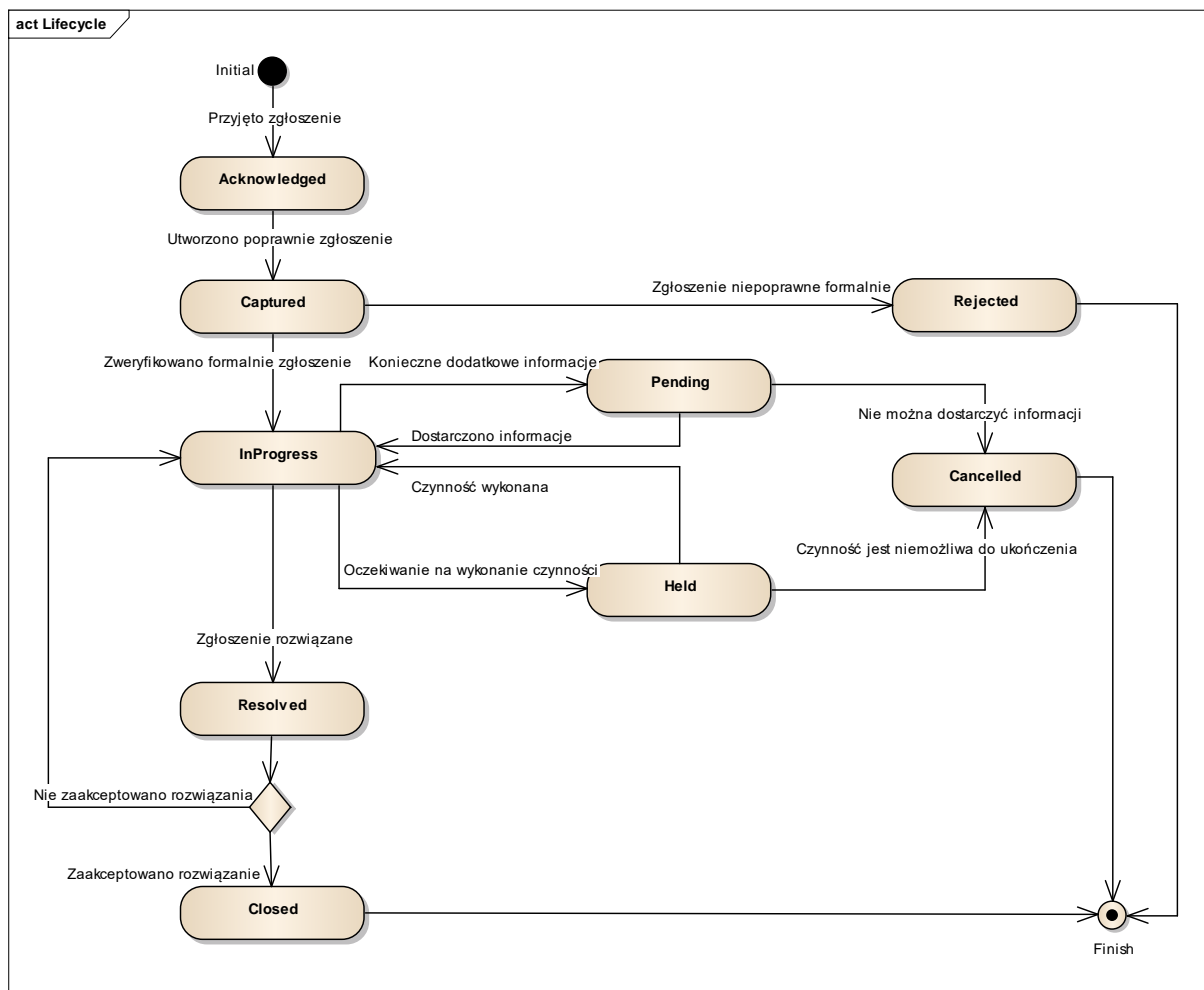 act Lifecycle
Initial
Przyjęto zgłoszenie
Acknowledged
Utworzono poprawnie zgłoszenie
Zgłoszenie niepoprawne formalnie
Captured
Rejected
Zweryfikowano formalnie zgłoszenie
Konieczne dodatkowe informacje
Pending
Nie można dostarczyć informacji
Dostarczono informacje
InProgress
Cancelled
Czynność wykonana
Czynność jest niemożliwa do ukończenia
Oczekiwanie na wykonanie czynności
Held
Zgłoszenie rozwiązane
Resolved
Nie zaakceptowano rozwiązania
Zaakceptowano rozwiązanie
Closed
Finish